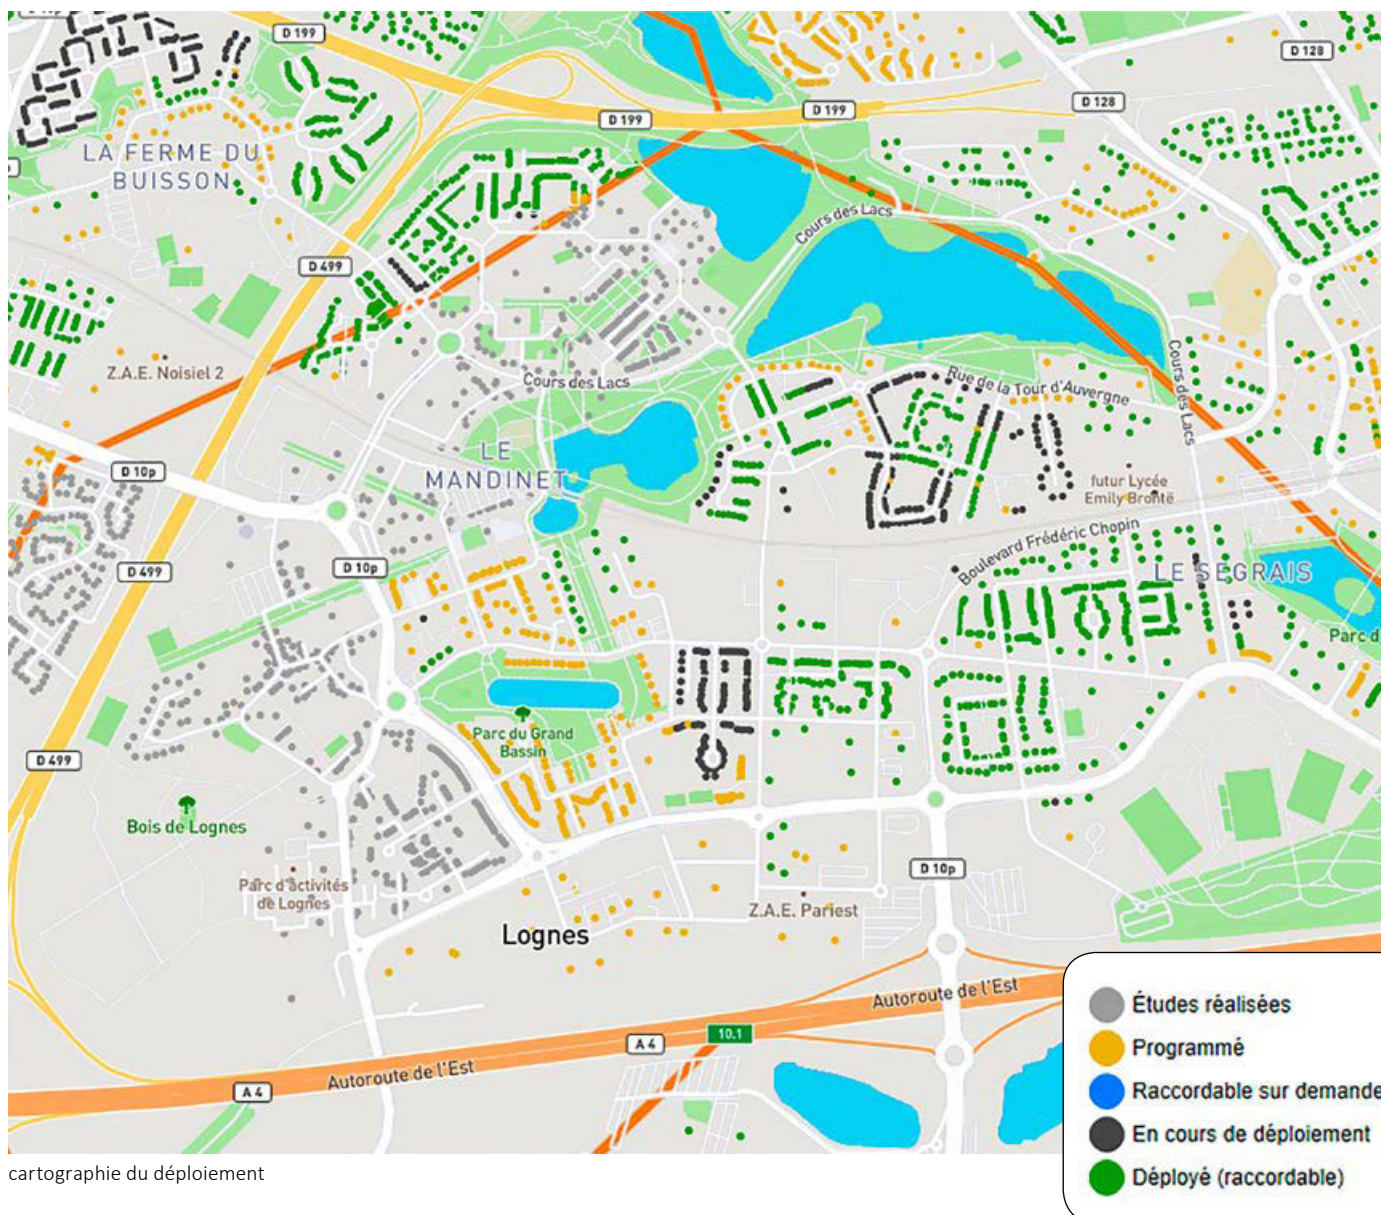 D 199
D 128
D 199
D 199
D 128
LA FERME DU
BUISSON
Cours des Lacs
D 499
Z.A.E. Noisiel 2
Cours des Lacs
Cours des Lacs
Rue de la Tour d'Auvergne
LE
MANDINET
D 10p
futur Lycée
Emily Brontë
Boulevard Frédéric Chopin
D 499
D 10p
LE SEGRAIS
Parc d
Parc du Grand
Bassin
D 499
Bois de Lognes
Parc d'activités
de Lognes
D 10p
Z.A.E. Pariest
Lognes
Autoroute de l'Est
10.1
A 4
Autoroute de l'Est
A 4
Études réalisées
Programmé
Raccordable sur demande
En cours de déploiement
Déployé (raccordable)
cartographie du déploiement